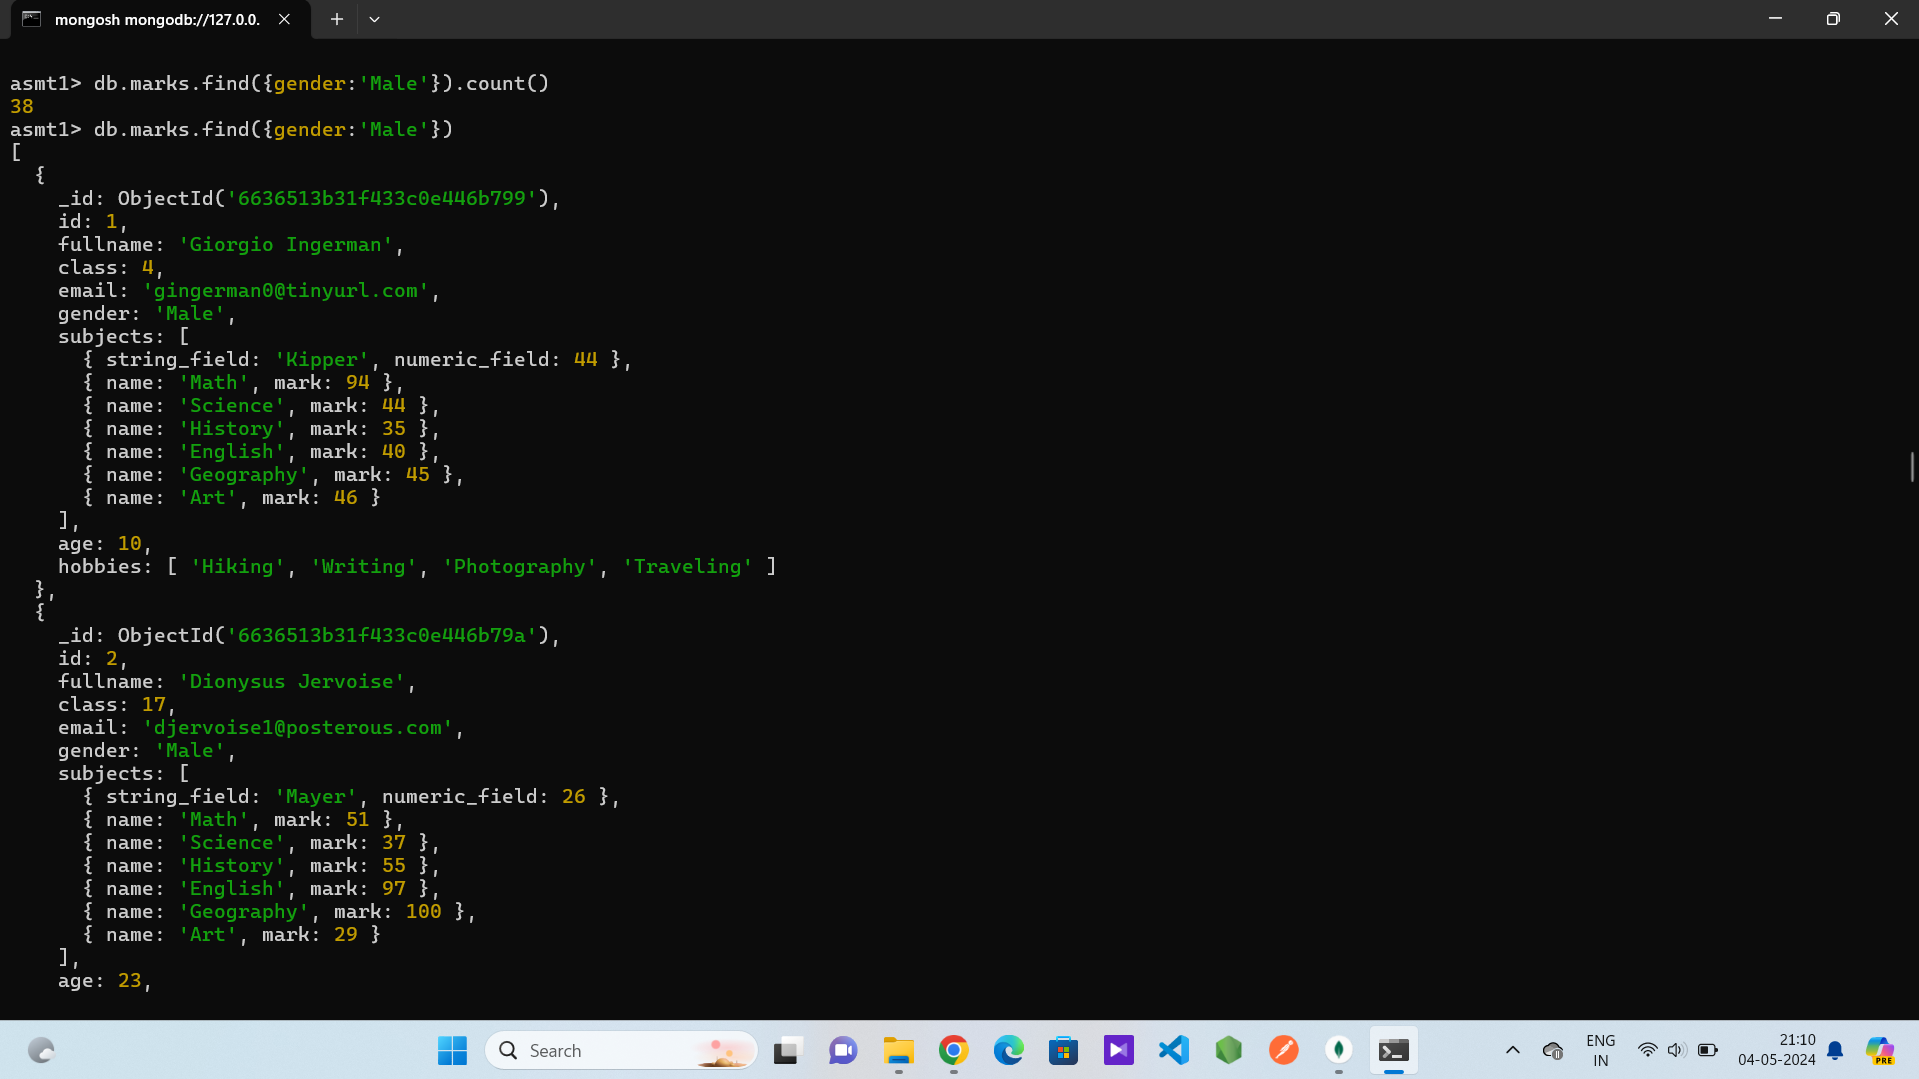 mongosh mongodb://127.0.0.
asmt1> db.marks.find({gender:'Male'}).count()
38
asmt1> db.marks.find({gender:'Male'})
[
  {
    _id: ObjectId('6636513b31f433c0e446b799'),
    id: 1,
    fullname: 'Giorgio Ingerman',
    class: 4,
    email: 'gingerman0@tinyurl.com',
    gender: 'Male',
    subjects: [
      { string_field: 'Kipper', numeric_field: 44 },
      { name: 'Math', mark: 94 },
      { name: 'Science', mark: 44 },
      { name: 'History', mark: 35 },
      { name: 'English', mark: 40 },
      { name: 'Geography', mark: 45 },
      { name: 'Art', mark: 46 }
    ],
    age: 10,
    hobbies: [ 'Hiking', 'Writing', 'Photography', 'Traveling' ]
  },
  {
    _id: ObjectId('6636513b31f433c0e446b79a'),
    id: 2,
    fullname: 'Dionysus Jervoise',
    class: 17,
    email: 'djervoise1@posterous.com',
    gender: 'Male',
    subjects: [
      { string_field: 'Mayer', numeric_field: 26 },
      { name: 'Math', mark: 51 },
      { name: 'Science', mark: 37 },
      { name: 'History', mark: 55 },
      { name: 'English', mark: 97 },
      { name: 'Geography', mark: 100 },
      { name: 'Art', mark: 29 }
    ],
    age: 23,
Search
ENG
IN
21:10
04-05-2024
PRE